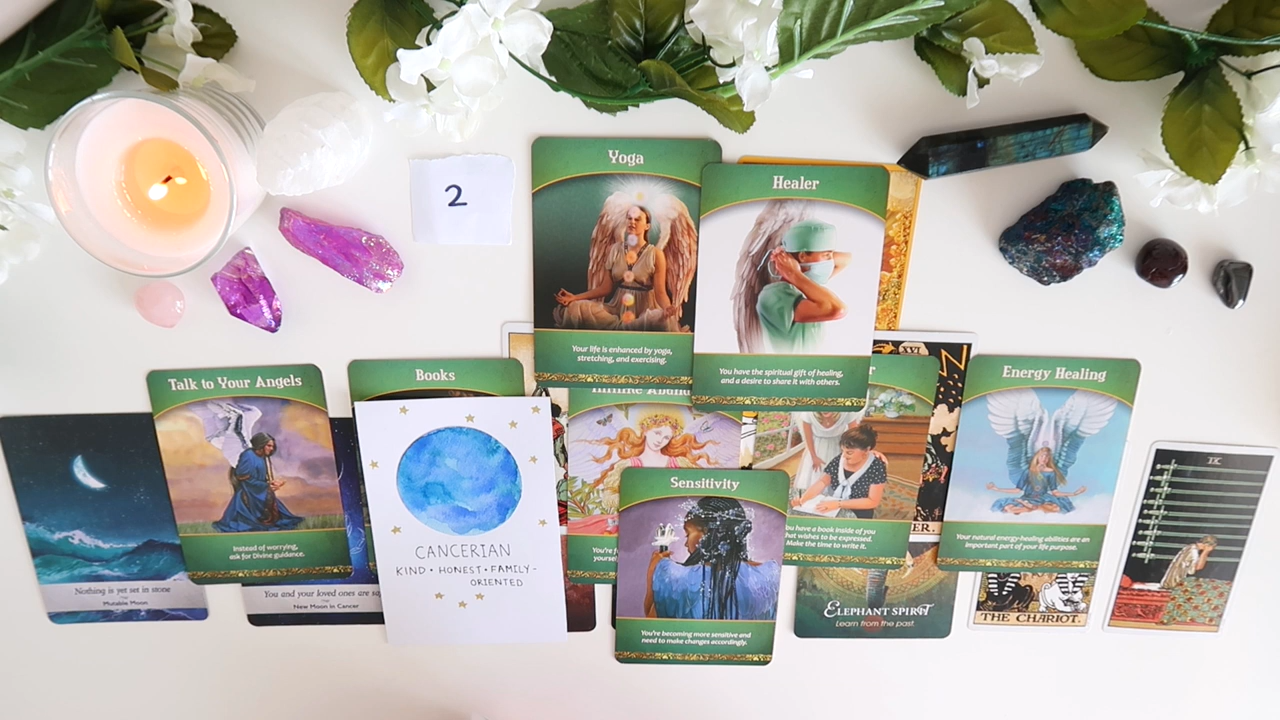 2
Yoga
Your life is enhanced by yoga,
stretching, and exercising.
Healer
You have the spiritual gift of healing,
and a desire to share it with others.
XVI
Talk to Your Angels
Instead of worrying,
ask for Divine guidance.
Books
Energy Healing
Your natural energy-healing abilities are an
important part of your life purpose.
IX
Nothing is yet set in stone
Mutable Moon
You and your loved ones are
New Moon in Cancer
CANCERIAN
KIND • HONEST • FAMILY-
ORIENTED
Sensitivity
You're becoming more sensitive and
need to make changes accordingly.
have a book inside of you
wishes to be expressed.
Make the time to write it.
ER.
ELEPHANT SPIRIT
Learn from the past.
THE CHARIOT.